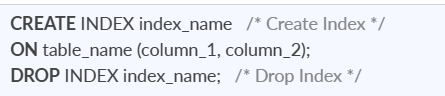 CREATE INDEX index_name /* Create Index */
ON table_name (column_1, column_2);
DROP INDEX index_name; /* Drop Index */